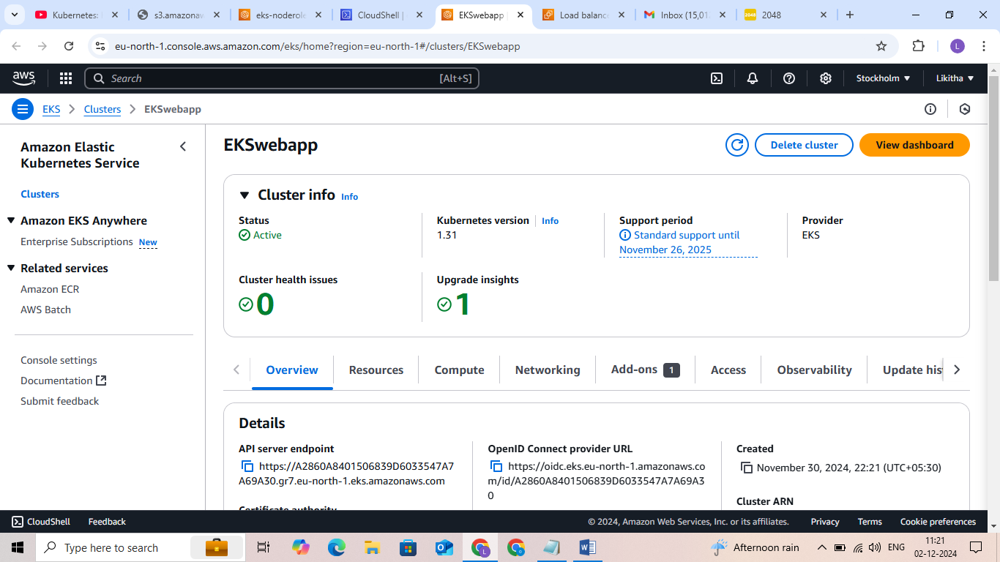 Kubernetes:
s3.amazonaw
eks-noderole
CloudShell |
EKSwebapp |
Load balance
Inbox (15,01
2048
2048
eu-north-1.console.aws.amazon.com/eks/home?region=eu-north-1#/clusters/EKSwebapp
L
aws
Search
[Alt+S]
Stockholm
Likitha
EKS
Clusters
EKSwebapp
Amazon Elastic
Kubernetes Service
Clusters
Amazon EKS Anywhere
Enterprise Subscriptions New
Related services
Amazon ECR
AWS Batch
Console settings
Documentation
Submit feedback
EKSwebapp
Delete cluster
View dashboard
Cluster info Info
Status
Active
Kubernetes version Info
1.31
Support period
Standard support until
November 26, 2025
Provider
EKS
Cluster health issues
0
Upgrade insights
1
Overview
Resources
Compute
Networking
Add-ons 1
Access
Observability
Update his
Details
API server endpoint
https://A2860A8401506839D6033547A7
A69A30.gr7.eu-north-1.eks.amazonaws.com
Certificate authority
OpenID Connect provider URL
https://oidc.eks.eu-north-1.amazonaws.co
m/id/A2860A8401506839D6033547A7A69A3
0
Created
November 30, 2024, 22:21 (UTC+05:30)
Cluster ARN
CloudShell
Feedback
© 2024, Amazon Web Services, Inc. or its affiliates.
Privacy
Terms
Cookie preferences
Type here to search
L
Afternoon rain
ENG
11:21
02-12-2024